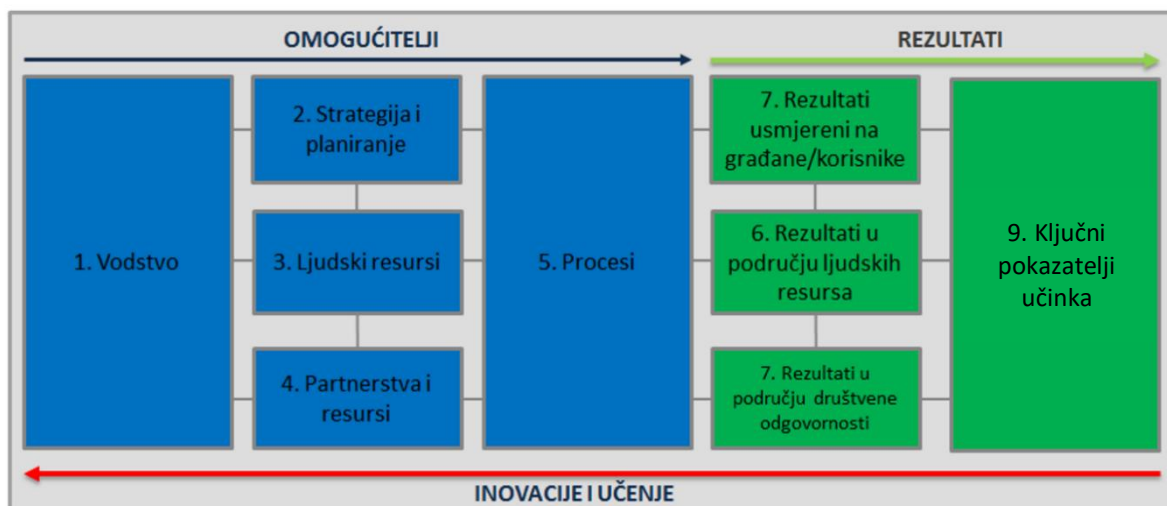 OMOGUĆITELJI
REZULTATI
1. Vodstvo
2. Strategija i
planiranje
3. Ljudski resursi
4. Partnerstva i
resursi
5. Procesi
7. Rezultati
usmjereni na
građane/korisnike
6. Rezultati u
području ljudskih
resursa
7. Rezultati u
području društvene
odgovornosti
9. Ključni
pokazatelji
učinka
INOVACIJE I UČENJE